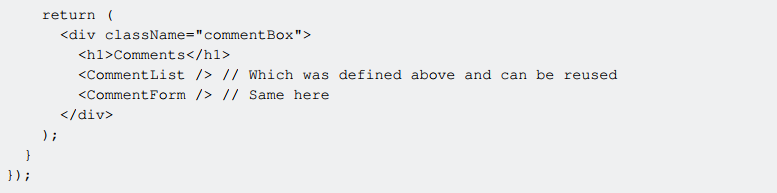 return (
<div className="commentBox">
<h1>Comments</h1>
<CommentList /> // Which was defined above and can be reused
<CommentForm /> // Same here
</div>
);
}
});